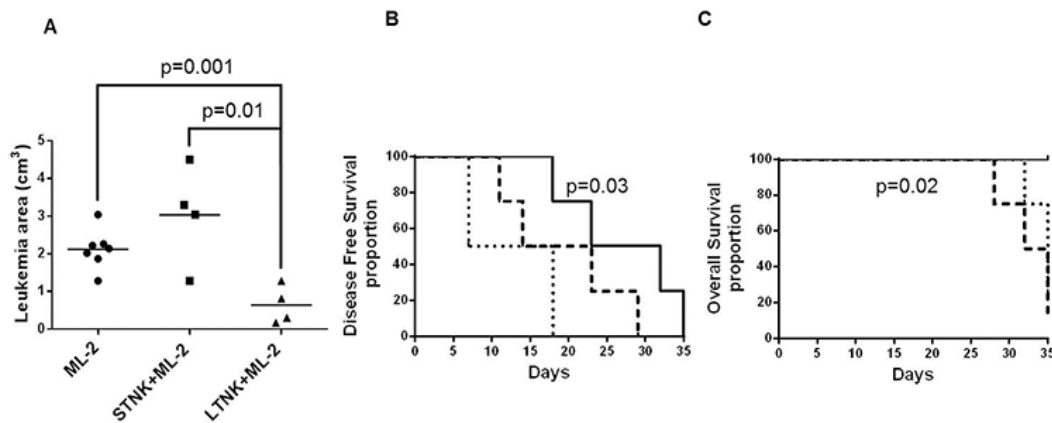 A
p=0.001
p=0.01
Leukemia area (cm³)
5
4
3
2
1
0
ML-2
STNK+ML-2
LTNK+ML-2
B
p=0.03
Disease Free Survival
proportion
100
80
60
40
20
0
0 5 10 15 20 25 30 35
Days
C
p=0.02
Overall Survival
proportion
100
80
60
40
20
0
0 5 10 15 20 25 30 35
Days